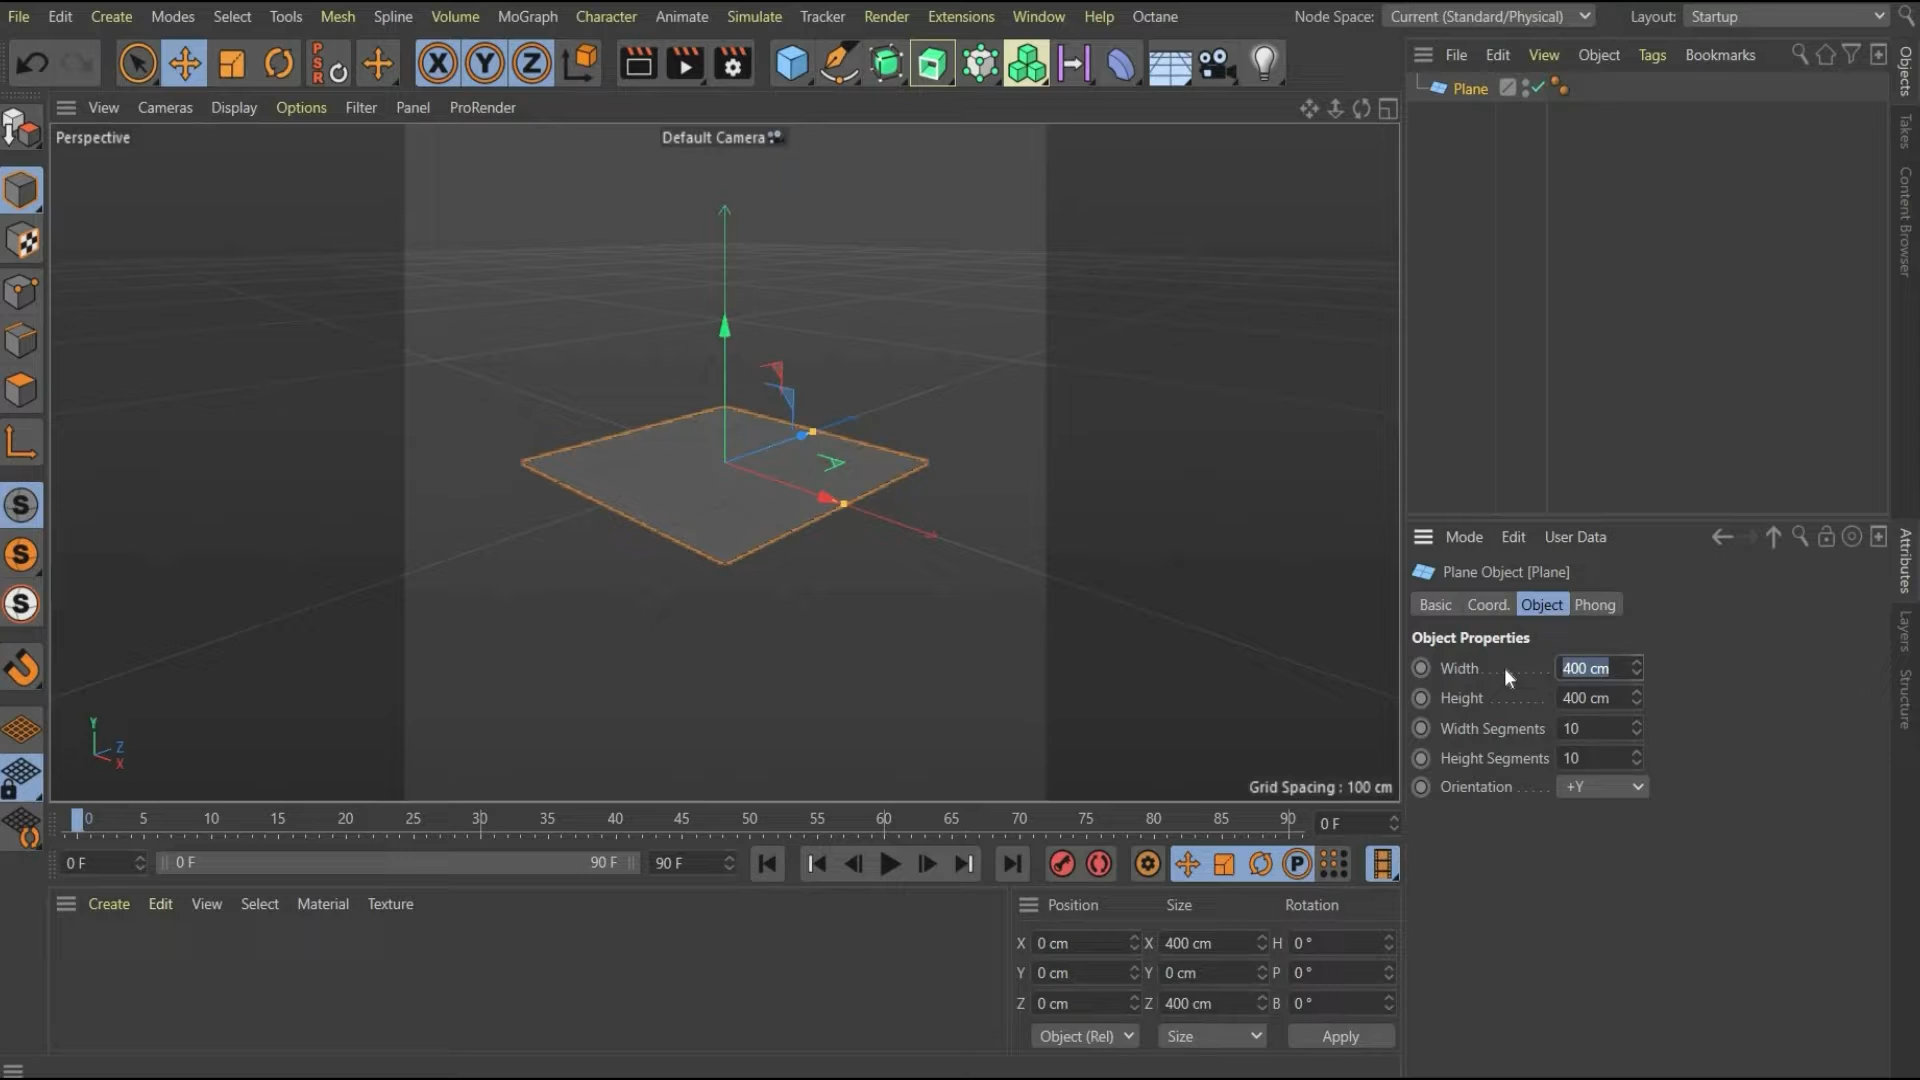 File Edit Create Modes Select Tools Mesh Spline Volume MoGraph Character Animate Simulate Tracker Render Extensions Window Help Octane Node Space: Current (Standard/Physical) Layout: Startup
PSR X Y Z
File Edit View Object Tags Bookmarks
Plane
View Cameras Display Options Filter Panel ProRender
Perspective
Default Camera
Y
Z
X
Grid Spacing : 100 cm
S
S
S
Objects
Takes
Content Browser
Mode Edit User Data
Plane Object [Plane]
Basic Coord. Object Phong
Object Properties
Width 400 cm
Height 400 cm
Width Segments 10
Height Segments 10
Orientation +Y
Attributes
Layers
Structure
0 5 10 15 20 25 30 35 40 45 50 55 60 65 70 75 80 85 90 0 F
0 F 0 F 90 F 90 F P
Create Edit View Select Material Texture
Position Size Rotation
X 0 cm X 400 cm H 0 °
Y 0 cm Y 0 cm P 0 °
Z 0 cm Z 400 cm B 0 °
Object (Rel) Size Apply